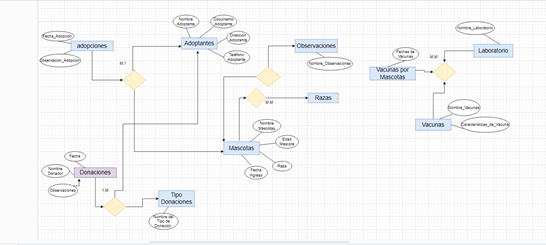 Nombre
Adoptante
Documento
Adoptante
Fecha_Adopcion
adopciones
Adoptantes
Dirección
Adoptante
Observacion_Adopcion
Telefono
Adoptante
M,1
Observaciones
Nombre_Observaciones
Nombre_Laboratorio
Laboratorio
Fechas de
Vacunas
M,M
Vacunas por
Mascotas
Razas
M,M
Nombre
Mascotas
Edad
Mascota
Mascotas
Fecha
Ingreso
Raza
Nombre_Vacunas
Vacunas
Fecha
Nombre
Donador
Donaciones
Observaciones
1,M
Tipo
Donaciones
Nombre del
Tipo de
Donación